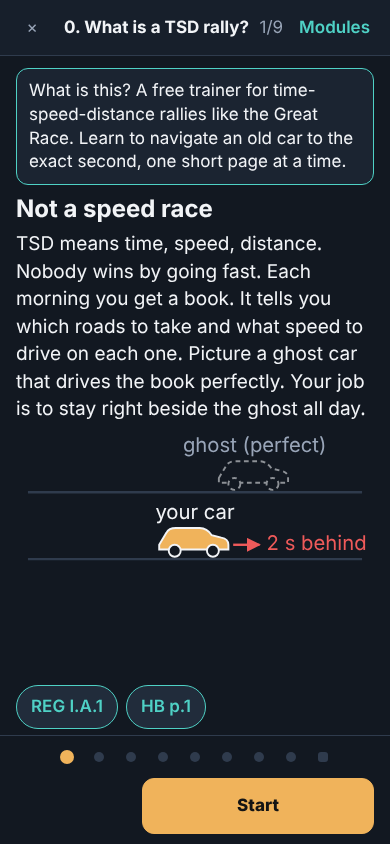 × 0. What is a TSD rally? 1/9 Modules
What is this? A free trainer for time-
speed-distance rallies like the Great
Race. Learn to navigate an old car to the
exact second, one short page at a time.
Not a speed race
TSD means time, speed, distance.
Nobody wins by going fast. Each
morning you get a book. It tells you
which roads to take and what speed to
drive on each one. Picture a ghost car
that drives the book perfectly. Your job
is to stay right beside the ghost all day.
ghost (perfect)
your car
2 s behind
REG I.A.1 HB p.1
Start